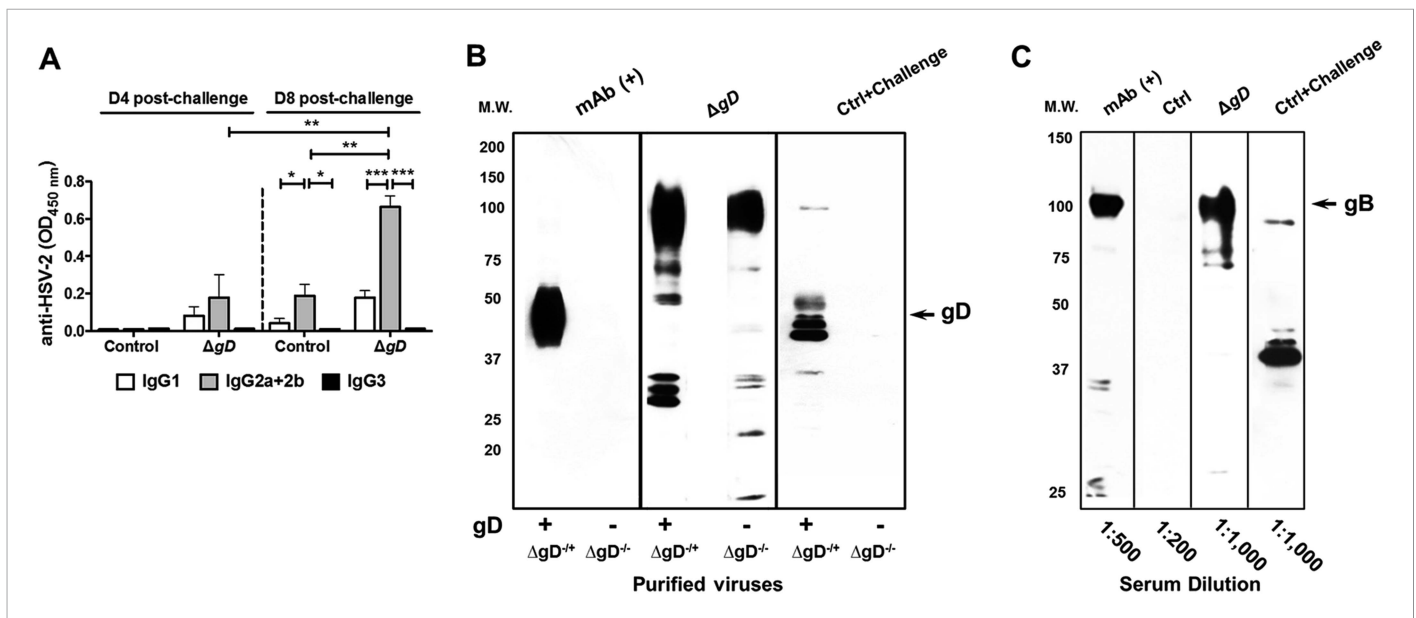 A
D4 post-challenge D8 post-challenge
**
**
* * *** ***
anti-HSV-2 (OD450 nm)
0.8
0.6
0.4
0.2
0.0
Control ΔgD Control ΔgD
IgG1 IgG2a+2b IgG3
B
M.W. mAb (+) ΔgD Ctrl+Challenge
200
150
100
75
50
37
25
20
gD
gD + - + - + -
ΔgD-/+ ΔgD-/- ΔgD-/+ ΔgD-/- ΔgD-/+ ΔgD-/-
Purified viruses
C
M.W. mAb (+) Ctrl ΔgD Ctrl+Challenge
150
100
75
50
37
25
gB
1:500 1:200 1:1,000 1:1,000
Serum Dilution